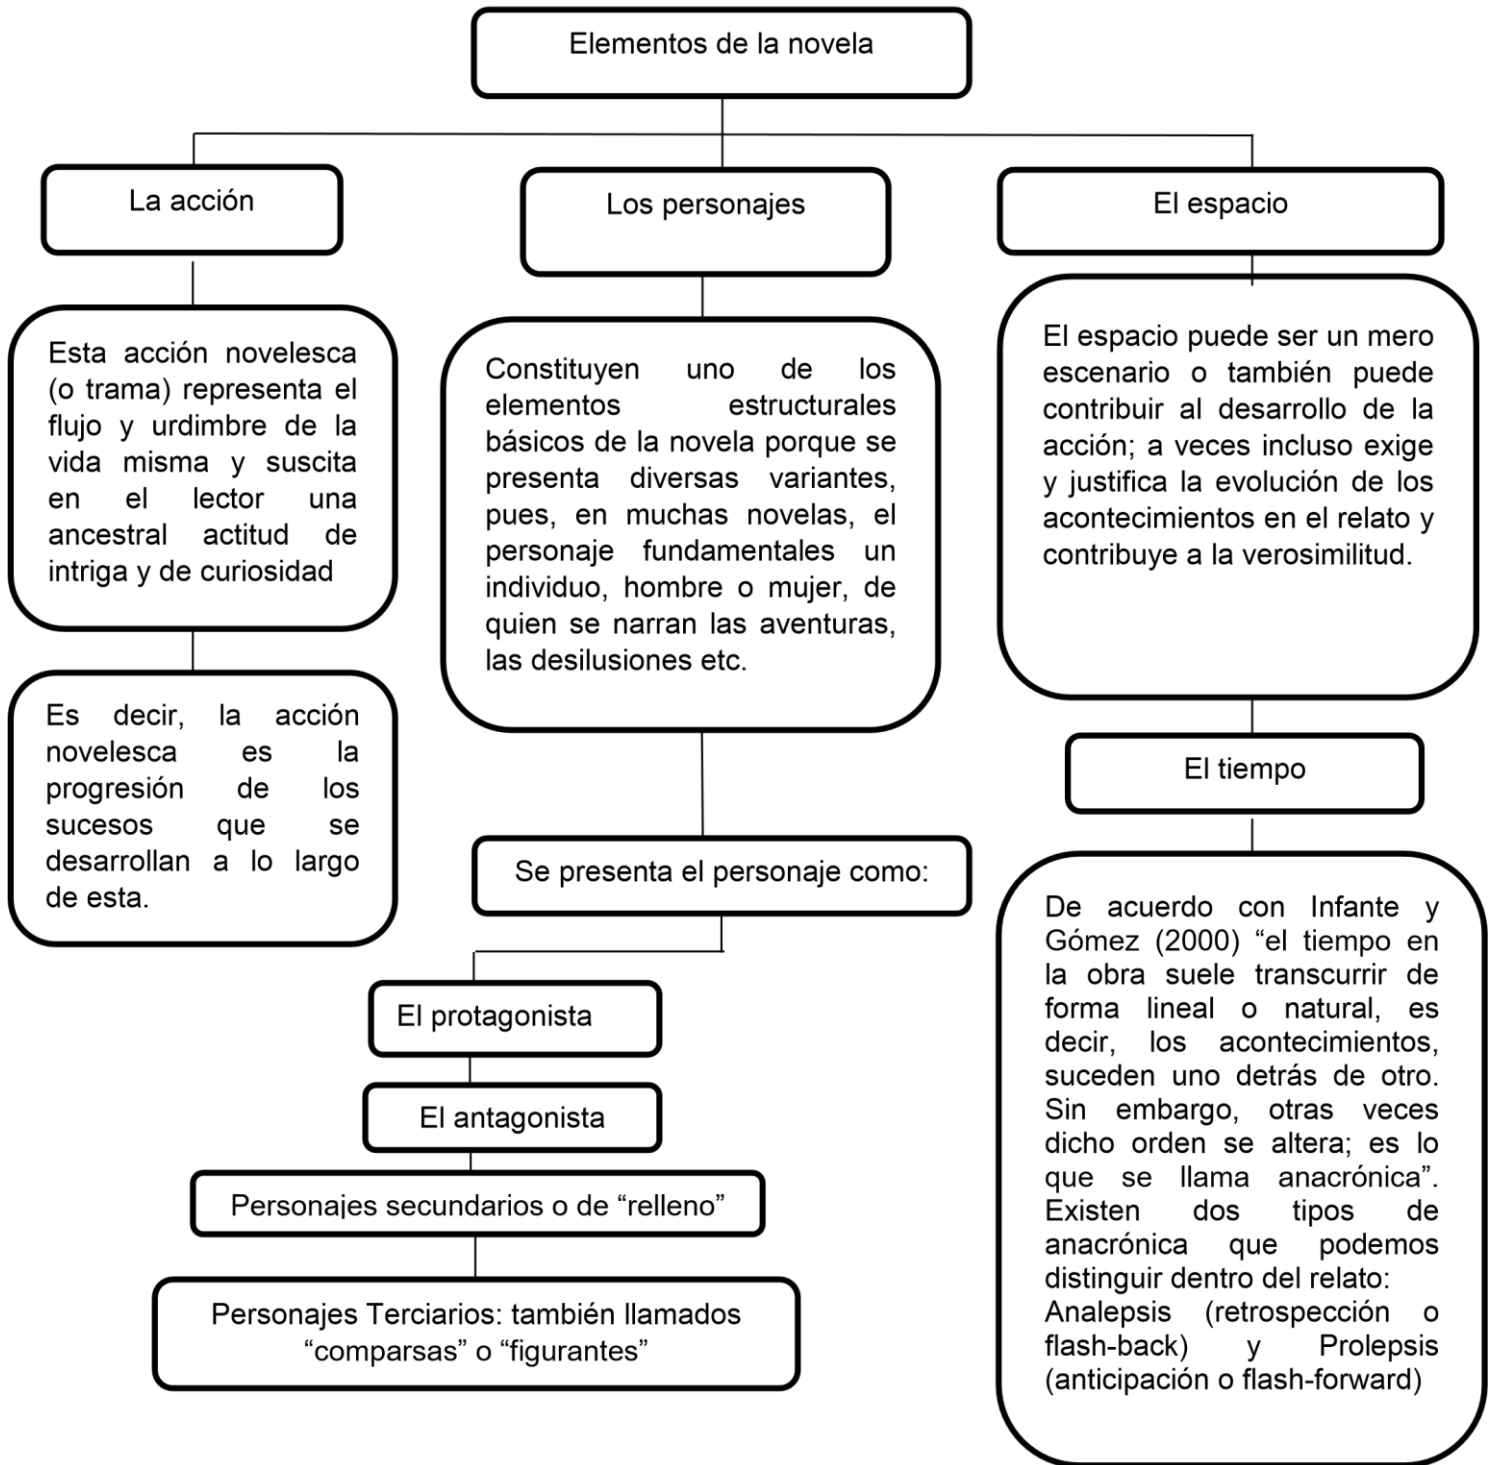 Elementos de la novela
La acción
Los personajes
El espacio
Esta acción novelesca
(o trama) representa el
flujo y urdimbre de la
vida misma y suscita
en el lector una
ancestral actitud de
intriga y de curiosidad
Es decir, la acción
novelesca es la
progresión de los
sucesos que se
desarrollan a lo largo
de esta.
Constituyen uno de los
elementos estructurales
básicos de la novela porque se
presenta diversas variantes,
pues, en muchas novelas, el
personaje fundamentales un
individuo, hombre o mujer, de
quien se narran las aventuras,
las desilusiones etc.
Se presenta el personaje como:
El protagonista
El antagonista
Personajes secundarios o de “relleno”
Personajes Terciarios: también llamados
“comparsas” o “figurantes”
El espacio puede ser un mero
escenario o también puede
contribuir al desarrollo de la
acción; a veces incluso exige
y justifica la evolución de los
acontecimientos en el relato y
contribuye a la verosimilitud.
El tiempo
De acuerdo con Infante y
Gómez (2000) “el tiempo en
la obra suele transcurrir de
forma lineal o natural, es
decir, los acontecimientos,
suceden uno detrás de otro.
Sin embargo, otras veces
dicho orden se altera; es lo
que se llama anacrónica”.
Existen dos tipos de
anacrónica que podemos
distinguir dentro del relato:
Analepsis (retrospección o
flash-back) y Prolepsis
(anticipación o flash-forward)